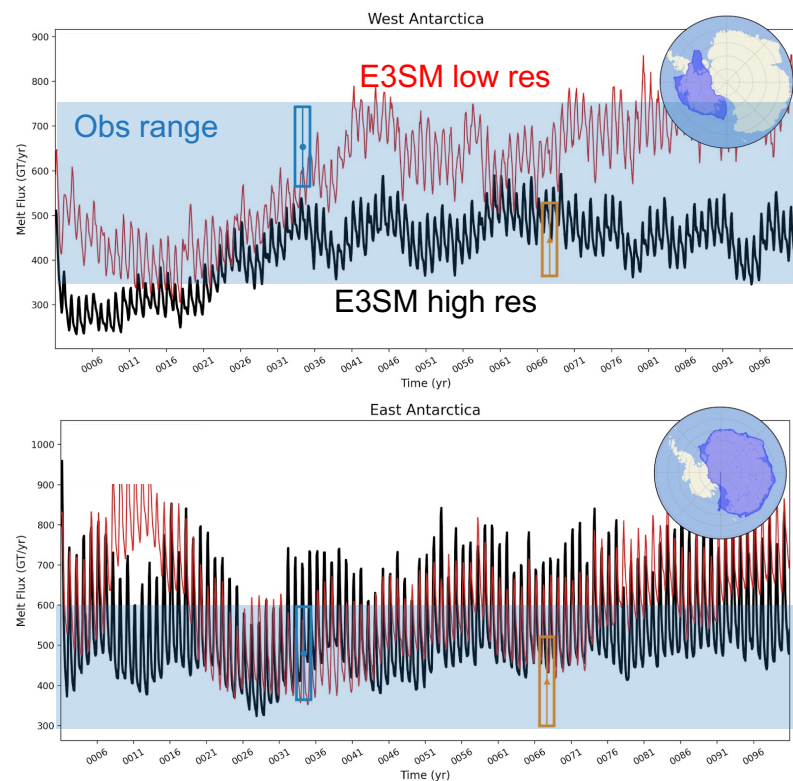 West Antarctica
900
800
700
600
500
400
300
Melt Flux (GT/yr)
E3SM low res
Obs range
E3SM high res
0006 0011 0016 0021 0026 0031 0036 0041 0046 0051 0056 0061 0066 0071 0076 0081 0086 0091 0096
Time (yr)
East Antarctica
1000
900
800
700
600
500
400
300
Melt Flux (GT/yr)
0006 0011 0016 0021 0026 0031 0036 0041 0046 0051 0056 0061 0066 0071 0076 0081 0086 0091 0096
Time (yr)